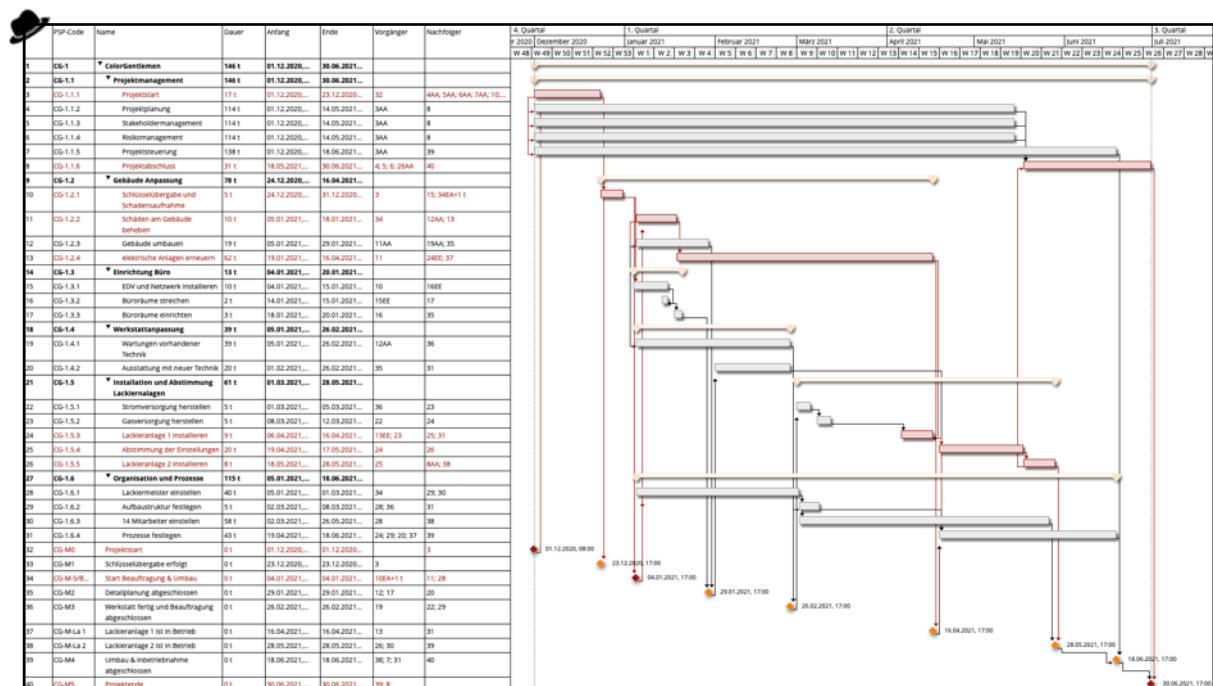 PSP-Code Name Dauer Anfang Ende Vorgänger Nachfolger
4. Quartal 1. Quartal 2. Quartal 3. Quartal
r 2020 Dezember 2020 Januar 2021 Februar 2021 März 2021 April 2021 Mai 2021 Juni 2021 Juli 2021
W 48 W 49 W 50 W 51 W 52 W 53 W 1 W 2 W 3 W 4 W 5 W 6 W 7 W 8 W 9 W 10 W 11 W 12 W 13 W 14 W 15 W 16 W 17 W 18 W 19 W 20 W 21 W 22 W 23 W 24 W 25 W 26 W 27 W 28
1 CG-1 ColorGentlemen 146 t 01.12.2020,... 30.06.2021...
2 CG-1.1 Projektmanagement 146 t 01.12.2020,... 30.06.2021...
3 CG-1.1.1 Projektstart 17 t 01.12.2020,... 23.12.2020... 32 4AA; 5AA; 6AA; 7AA; 10;...
4 CG-1.1.2 Projektplanung 114 t 01.12.2020,... 14.05.2021... 3AA 8
5 CG-1.1.3 Stakeholdermanagement 114 t 01.12.2020,... 14.05.2021... 3AA 8
6 CG-1.1.4 Risikomanagement 114 t 01.12.2020,... 14.05.2021... 3AA 8
7 CG-1.1.5 Projektsteuerung 138 t 01.12.2020,... 18.06.2021... 3AA 39
8 CG-1.1.6 Projektabschluss 31 t 18.05.2021,... 30.06.2021... 4; 5; 6; 26AA 40
9 CG-1.2 Gebäude Anpassung 78 t 24.12.2020,... 16.04.2021...
10 CG-1.2.1 Schlüsselübergabe und 5 t 24.12.2020,... 31.12.2020... 3 15; 34EA+1 t
Schadensaufnahme
11 CG-1.2.2 Schäden am Gebäude 10 t 05.01.2021,... 18.01.2021... 34 12AA; 13
beheben
12 CG-1.2.3 Gebäude umbauen 19 t 05.01.2021,... 29.01.2021... 11AA 19AA; 35
13 CG-1.2.4 elektrische Anlagen erneuern 62 t 19.01.2021,... 16.04.2021... 11 24EE; 37
14 CG-1.3 Einrichtung Büro 13 t 04.01.2021,... 20.01.2021...
15 CG-1.3.1 EDV und Netzwerk installieren 10 t 04.01.2021,... 15.01.2021... 10 16EE
16 CG-1.3.2 Büroräume streichen 2 t 14.01.2021,... 15.01.2021... 15EE 17
17 CG-1.3.3 Büroräume einrichten 3 t 18.01.2021,... 20.01.2021... 16 35
18 CG-1.4 Werkstattanpassung 39 t 05.01.2021,... 26.02.2021...
19 CG-1.4.1 Wartungen vorhandener 39 t 05.01.2021,... 26.02.2021... 12AA 36
Technik
20 CG-1.4.2 Ausstattung mit neuer Technik 20 t 01.02.2021,... 26.02.2021... 35 31
21 CG-1.5 Installation und Abstimmung 61 t 01.03.2021,... 28.05.2021...
Lackiernalagen
22 CG-1.5.1 Stromversorgung herstellen 5 t 01.03.2021,... 05.03.2021... 36 23
23 CG-1.5.2 Gasversorgung herstellen 5 t 08.03.2021,... 12.03.2021... 22 24
24 CG-1.5.3 Lackieranlage 1 installieren 9 t 06.04.2021,... 16.04.2021... 13EE; 23 25; 31
25 CG-1.5.4 Abstimmung der Einstellungen 20 t 19.04.2021,... 17.05.2021... 24 26
26 CG-1.5.5 Lackieranlage 2 installieren 8 t 18.05.2021,... 28.05.2021... 25 8AA; 38
27 CG-1.6 Organisation und Prozesse 115 t 05.01.2021,... 18.06.2021...
28 CG-1.6.1 Lackiermeister einstellen 40 t 05.01.2021,... 01.03.2021... 34 29; 30
29 CG-1.6.2 Aufbaustruktur festlegen 5 t 02.03.2021,... 08.03.2021... 28; 36 31
30 CG-1.6.3 14 Mitarbeiter einstellen 58 t 02.03.2021,... 26.05.2021... 28 38
31 CG-1.6.4 Prozesse festlegen 43 t 19.04.2021,... 18.06.2021... 24; 29; 20; 37 39
32 CG-M0 Projektstart 0 t 01.12.2020,... 01.12.2020... 3 01.12.2020, 08:00
33 CG-M1 Schlüsselübergabe erfolgt 0 t 23.12.2020,... 23.12.2020... 3 23.12.2020, 17:00
34 CG-M-S/B... Start Beauftragung & Umbau 0 t 04.01.2021,... 04.01.2021... 10EA+1 t 11; 28 04.01.2021, 17:00
35 CG-M2 Detailplanung abgeschlossen 0 t 29.01.2021,... 29.01.2021... 12; 17 20 29.01.2021, 17:00
36 CG-M3 Werkstatt fertig und Beauftragung 0 t 26.02.2021,... 26.02.2021... 19 22; 29 26.02.2021, 17:00
abgeschlossen
37 CG-M-La 1 Lackieranlage 1 ist in Betrieb 0 t 16.04.2021,... 16.04.2021... 13 31 16.04.2021, 17:00
38 CG-M-La 2 Lackieranlage 2 ist in Betrieb 0 t 28.05.2021,... 28.05.2021... 26; 30 39 28.05.2021, 17:00
39 CG-M4 Umbau & Inbetriebnahme 0 t 18.06.2021,... 18.06.2021... 38; 7; 31 40 18.06.2021, 17:00
abgeschlossen
40 CG-M5 Projektende 0 t 30.06.2021,... 30.06.2021... 39; 8 30.06.2021, 17:00